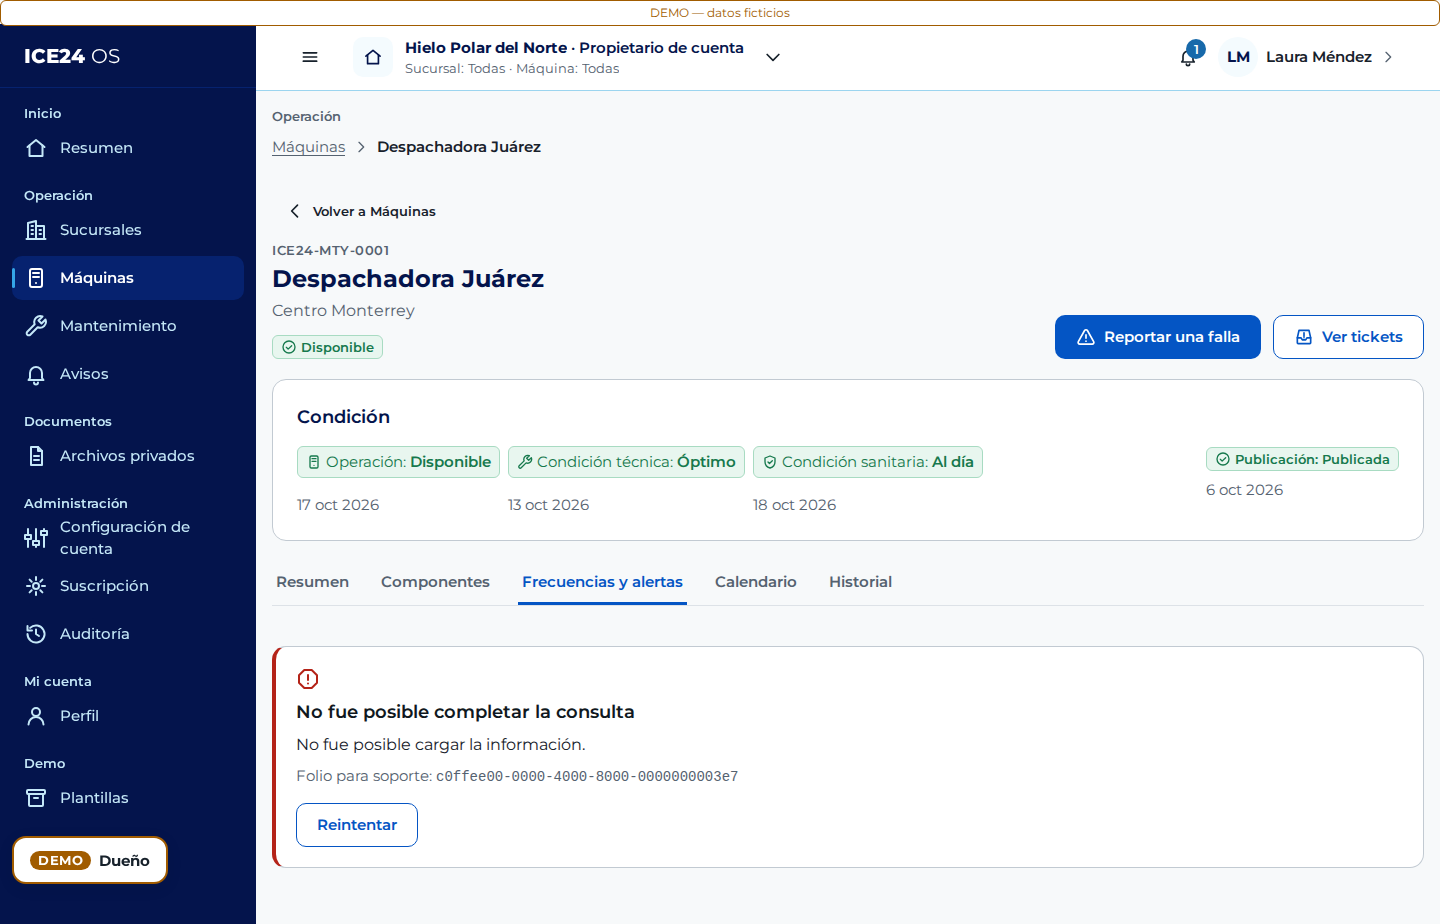 DEMO — datos ficticios
ICE24 OS
Inicio
Resumen
Operación
Sucursales
Máquinas
Mantenimiento
Avisos
Documentos
Archivos privados
Administración
Configuración de
cuenta
Suscripción
Auditoría
Mi cuenta
Perfil
Demo
Plantillas
DEMO Dueño
Hielo Polar del Norte · Propietario de cuenta
Sucursal: Todas · Máquina: Todas
1
LM Laura Méndez
Operación
Máquinas > Despachadora Juárez
Volver a Máquinas
ICE24-MTY-0001
Despachadora Juárez
Centro Monterrey
Disponible
Reportar una falla
Ver tickets
Condición
Operación: Disponible
17 oct 2026
Condición técnica: Óptimo
13 oct 2026
Condición sanitaria: Al día
18 oct 2026
Publicación: Publicada
6 oct 2026
Resumen Componentes Frecuencias y alertas Calendario Historial
No fue posible completar la consulta
No fue posible cargar la información.
Folio para soporte: c0ffee00-0000-4000-8000-0000000003e7
Reintentar